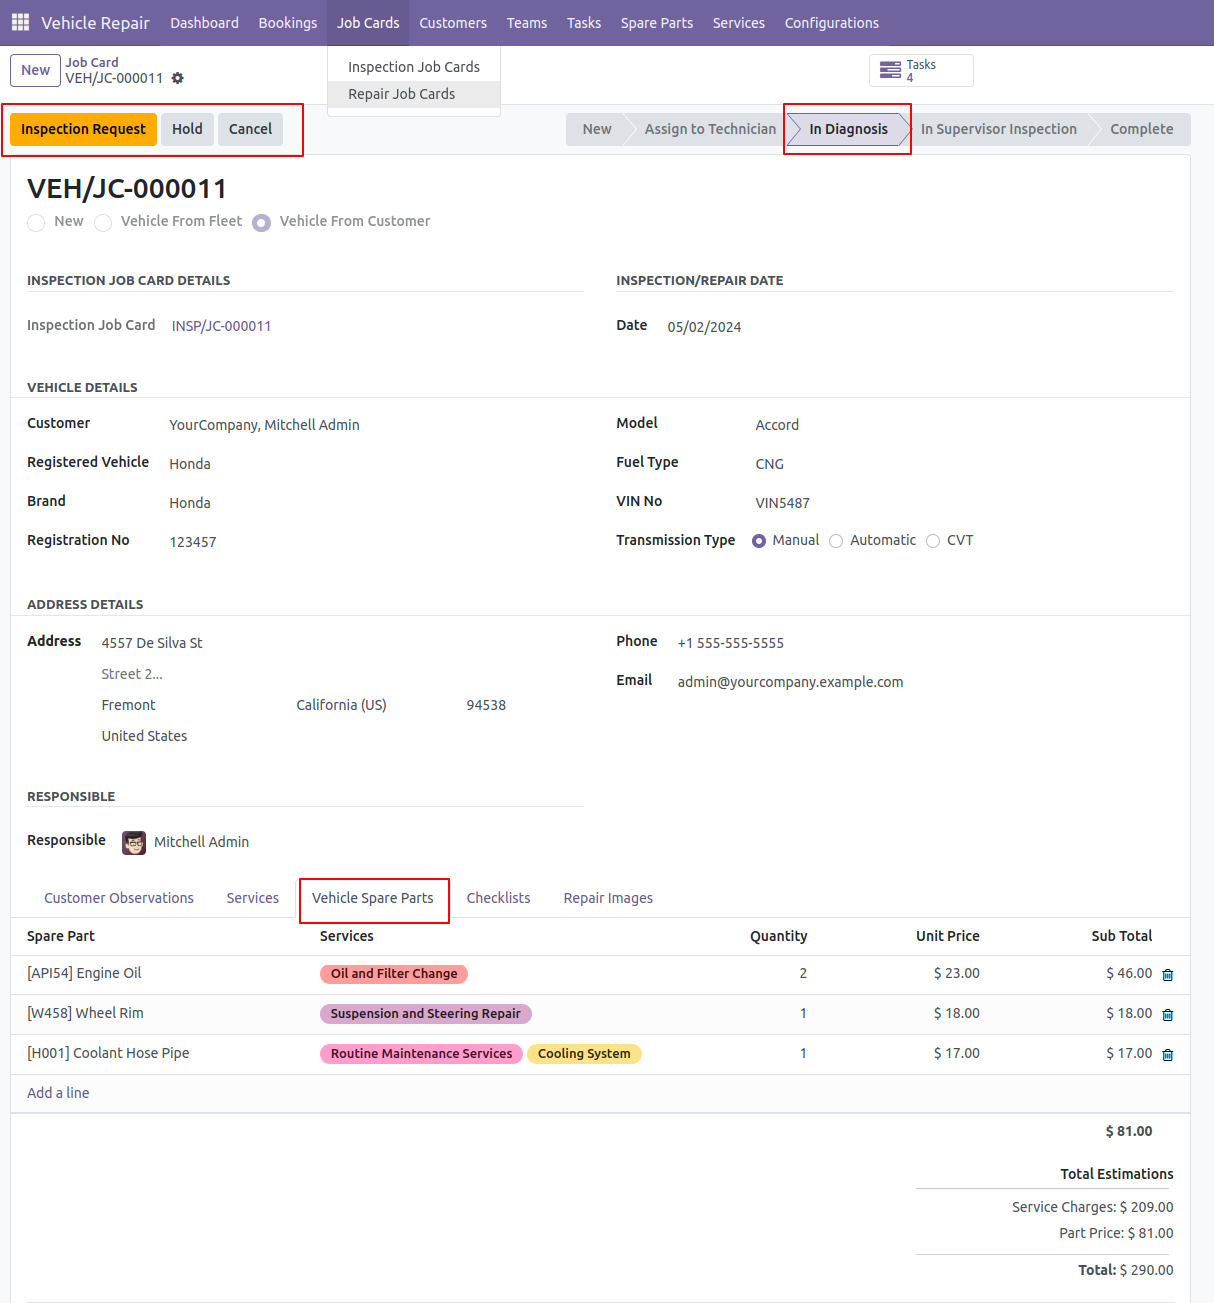 Vehicle Repair Dashboard Bookings Job Cards Customers Teams Tasks Spare Parts Services Configurations
Inspection Job Cards
Repair Job Cards
New
Job Card
VEH/JC-000011
Tasks
4
Inspection Request Hold Cancel
New Assign to Technician In Diagnosis In Supervisor Inspection Complete
VEH/JC-000011
New Vehicle From Fleet Vehicle From Customer
INSPECTION JOB CARD DETAILS
Inspection Job Card INSP/JC-000011
INSPECTION/REPAIR DATE
Date 05/02/2024
VEHICLE DETAILS
Customer YourCompany, Mitchell Admin
Registered Vehicle Honda
Brand Honda
Registration No 123457
Model Accord
Fuel Type CNG
VIN No VIN5487
Transmission Type Manual Automatic CVT
ADDRESS DETAILS
Address 4557 De Silva St
Street 2...
Fremont California (US) 94538
United States
Phone +1 555-555-5555
Email admin@yourcompany.example.com
RESPONSIBLE
Responsible Mitchell Admin
Customer Observations Services Vehicle Spare Parts Checklists Repair Images
Spare Part Services Quantity Unit Price Sub Total
[API54] Engine Oil Oil and Filter Change 2 $ 23.00 $ 46.00
[W458] Wheel Rim Suspension and Steering Repair 1 $ 18.00 $ 18.00
[H001] Coolant Hose Pipe Routine Maintenance Services Cooling System 1 $ 17.00 $ 17.00
Add a line
$ 81.00
Total Estimations
Service Charges: $ 209.00
Part Price: $ 81.00
Total: $ 290.00